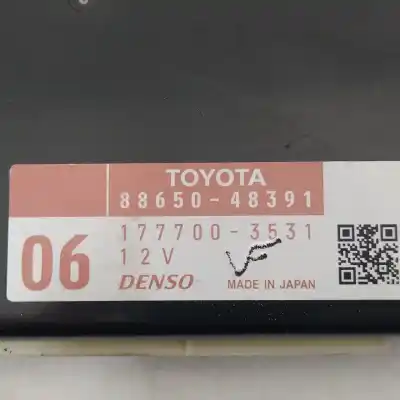 TOYOTA
88650-48391
06
177700-3531
12V
DENSO MADE IN JAPAN